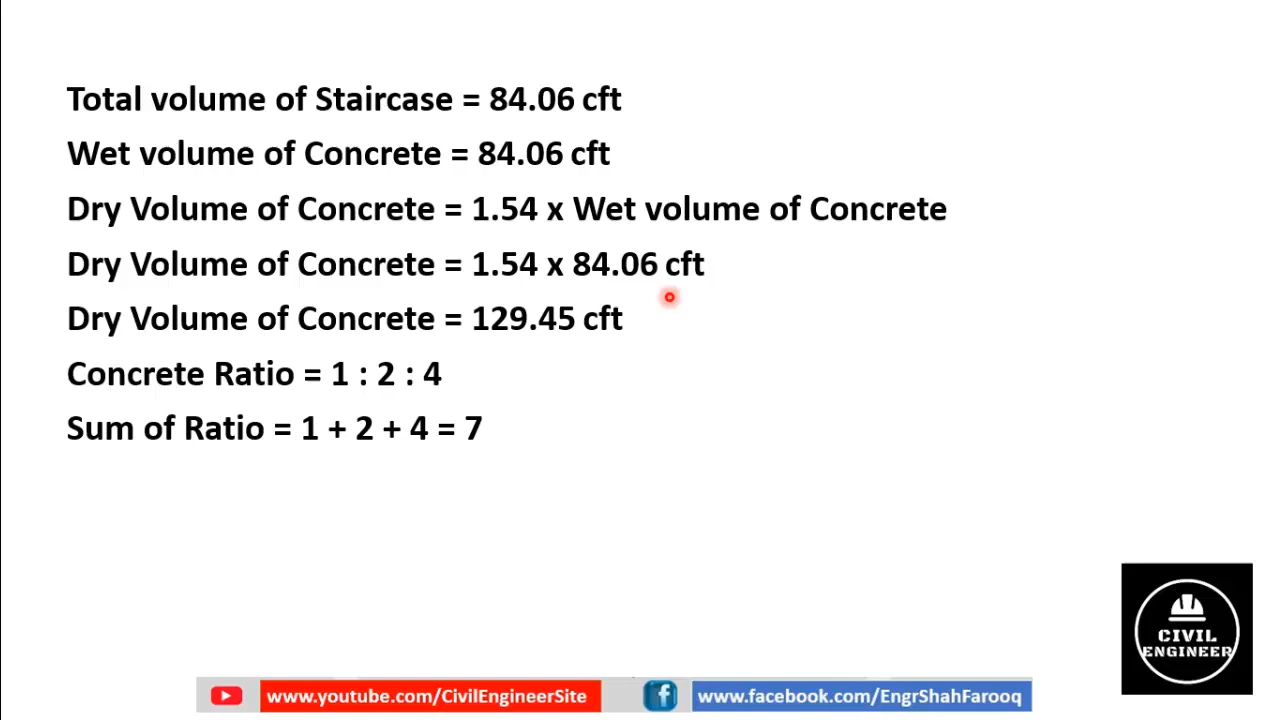 Total volume of Staircase = 84.06 cft
Wet volume of Concrete = 84.06 cft
Dry Volume of Concrete = 1.54 x Wet volume of Concrete
Dry Volume of Concrete = 1.54 x 84.06 cft
Dry Volume of Concrete = 129.45 cft
Concrete Ratio = 1 : 2 : 4
Sum of Ratio = 1 + 2 + 4 = 7
CIVIL
ENGINEER
www.youtube.com/CivilEngineerSite
www.facebook.com/EngrShahFarooq